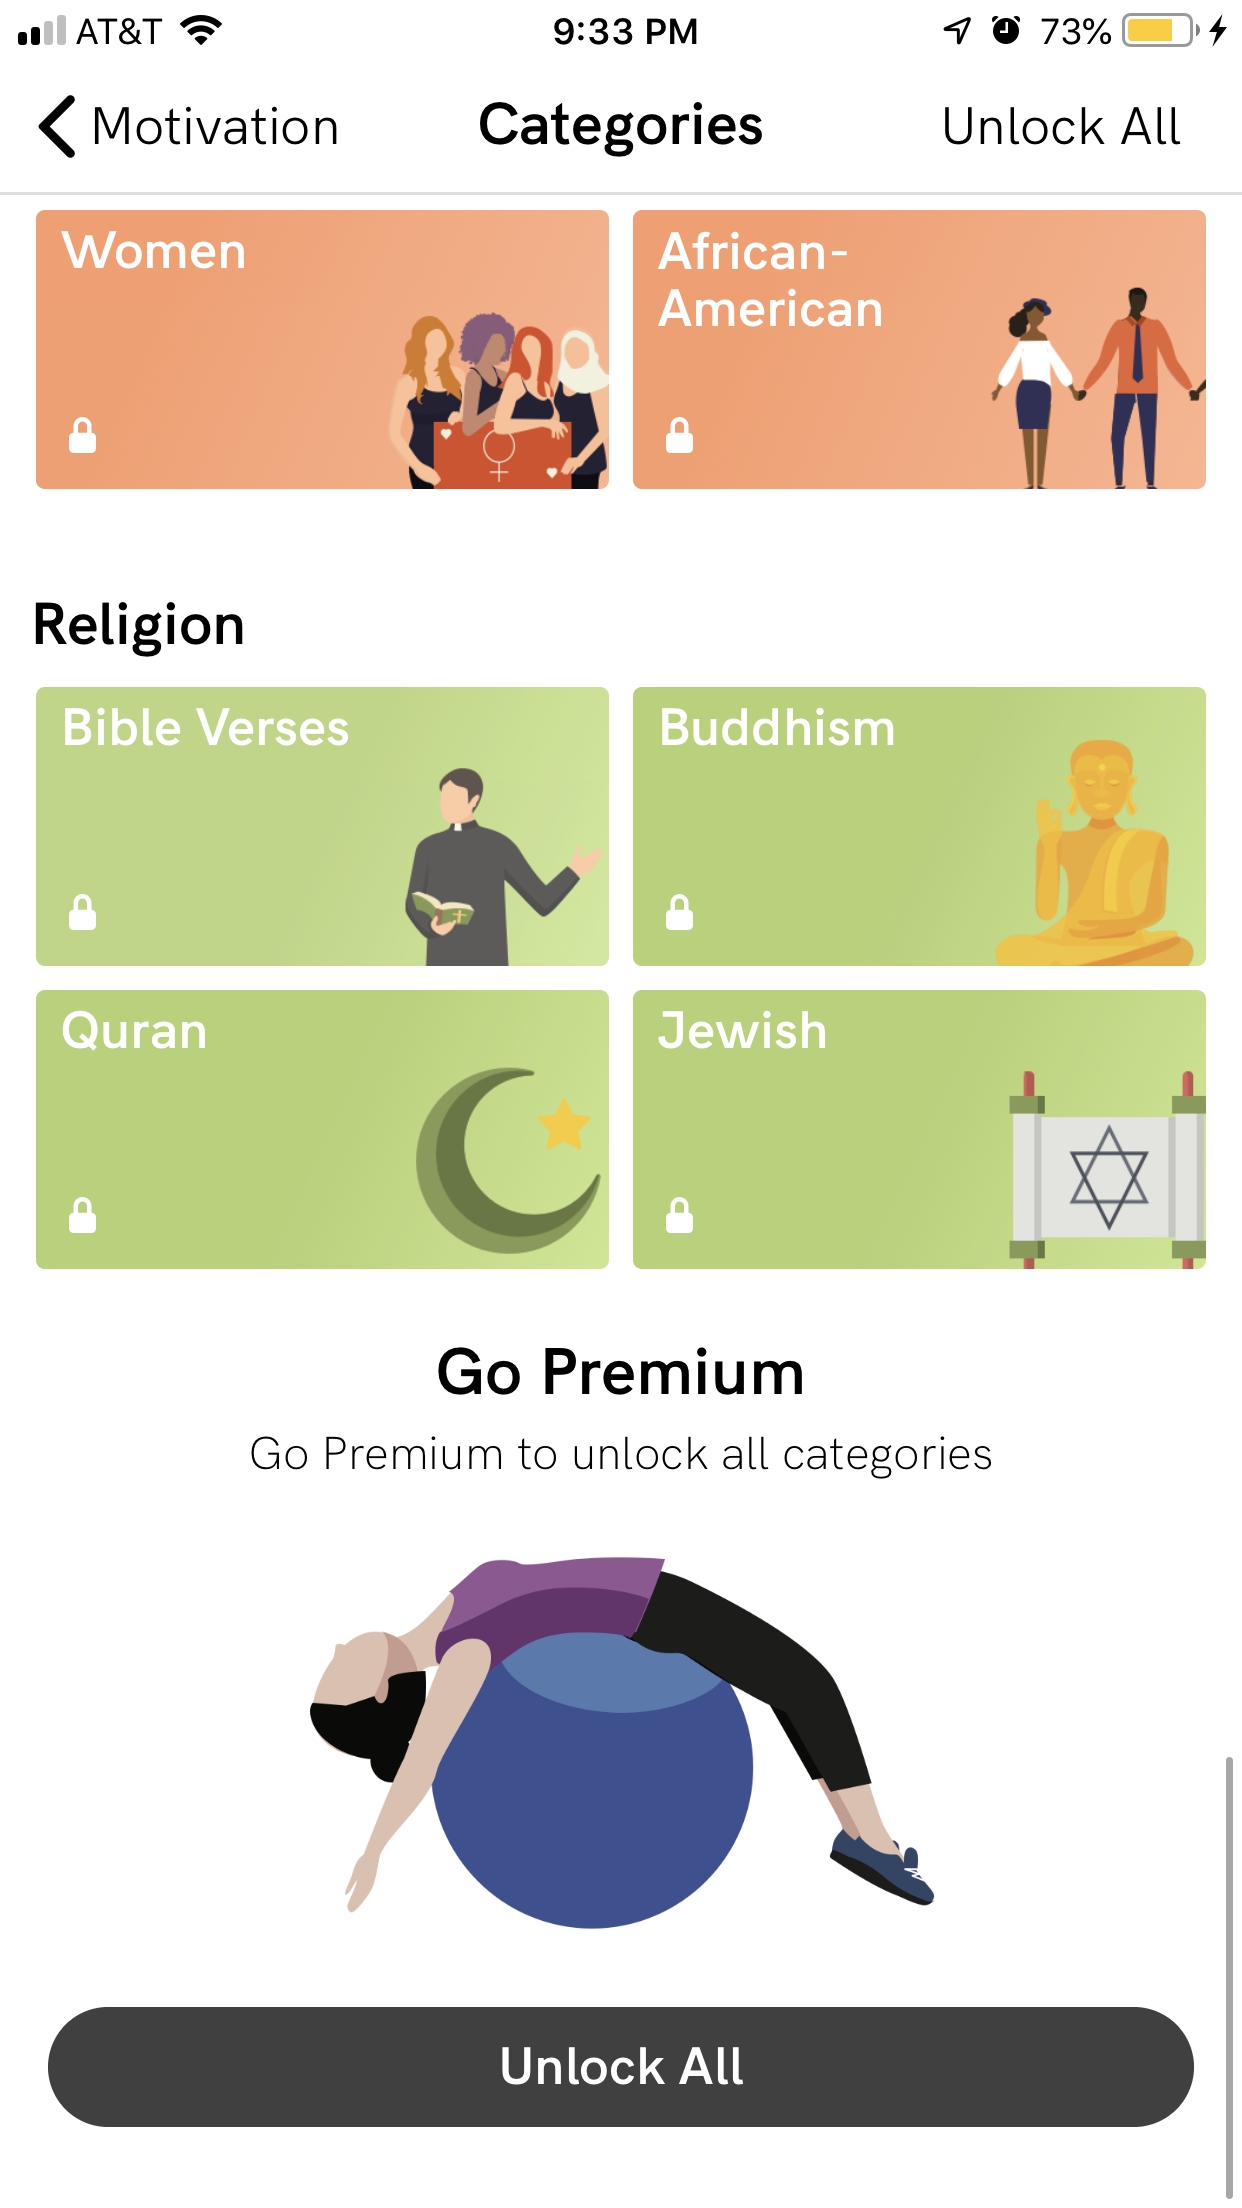 AT&T 9:33 PM 73%
Motivation Categories Unlock All
Women
African-
American
Religion
Bible Verses
Buddhism
Quran
Jewish
Go Premium
Go Premium to unlock all categories
Unlock All